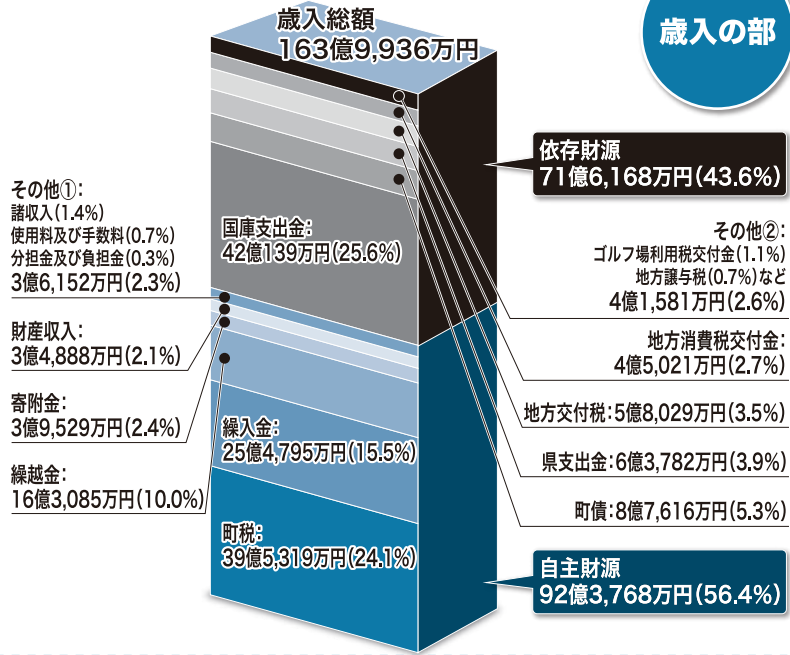 歳入総額
163億9,936万円
歳入の部
依存財源
71億6,168万円(43.6%)
その他①:
諸収入(1.4%)
使用料及び手数料(0.7%)
分担金及び負担金(0.3%)
3億6,152万円(2.3%)
財産収入:
3億4,888万円(2.1%)
寄附金:
3億9,529万円(2.4%)
繰越金:
16億3,085万円(10.0%)
国庫支出金:
42億139万円(25.6%)
繰入金:
25億4,795万円(15.5%)
町税:
39億5,319万円(24.1%)
その他②:
ゴルフ場利用税交付金(1.1%)
地方譲与税(0.7%)など
4億1,581万円(2.6%)
地方消費税交付金:
4億5,021万円(2.7%)
地方交付税:5億8,029万円(3.5%)
県支出金:6億3,782万円(3.9%)
町債:8億7,616万円(5.3%)
自主財源
92億3,768万円(56.4%)